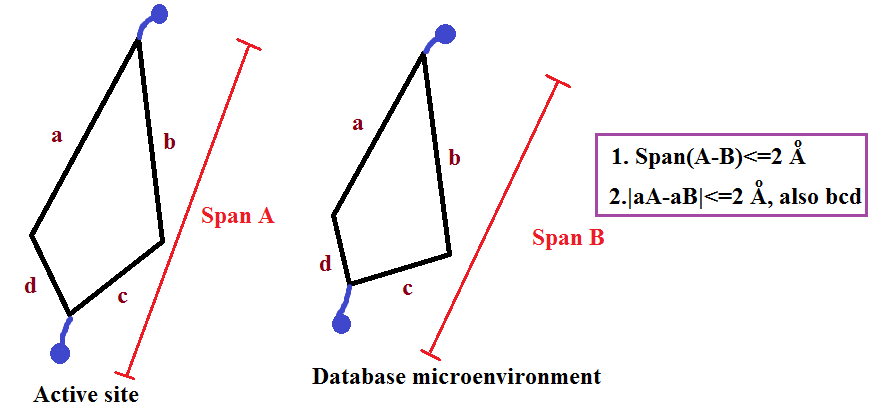 a
b
Span A
d
c
Active site
a
b
Span B
d
c
Database microenvironment
1. Span(A-B)<=2 Å
2.|aA-aB|<=2 Å, also bcd